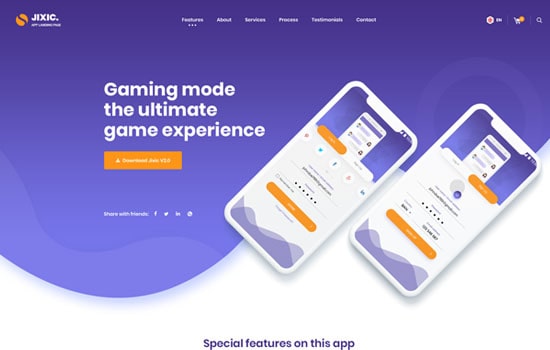 JIXIC.
APP LANDING PAGE
Features
About
Services
Process
Testimonials
Contact
EN
Gaming mode
the ultimate
game experience
Download Jixic V2.0
Share with friends:
Special features on this app